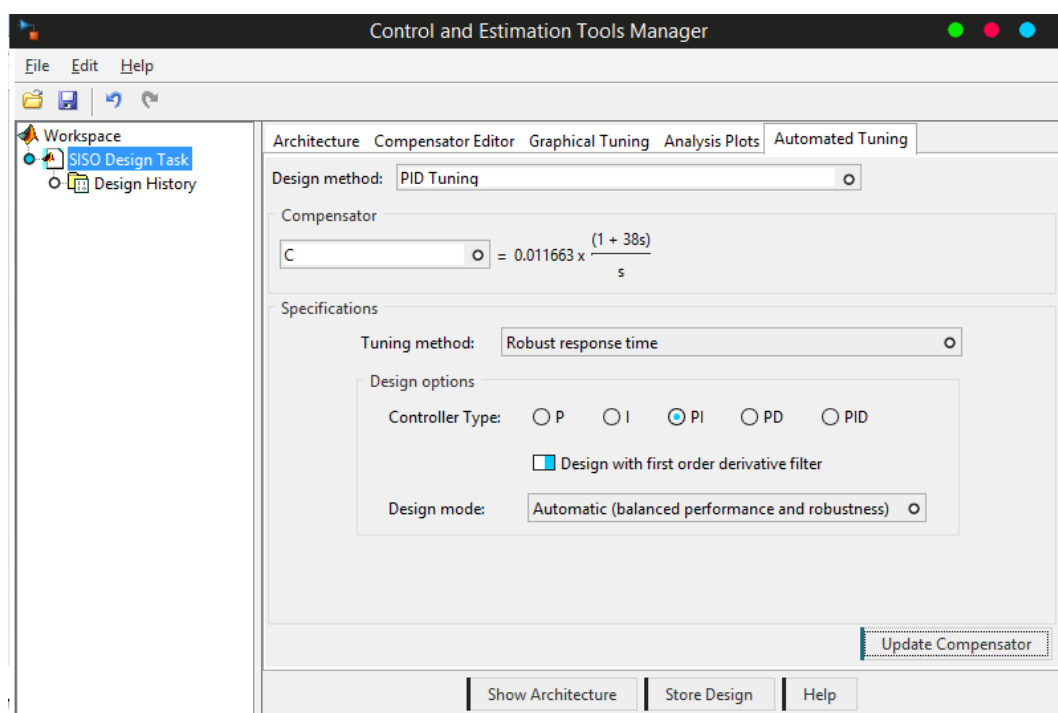 Control and Estimation Tools Manager
File Edit Help
Workspace
SISO Design Task
Design History
Architecture Compensator Editor Graphical Tuning Analysis Plots Automated Tuning
Design method: PID Tuning
Compensator
C = 0.011663 x (1 + 38s)
s
Specifications
Tuning method: Robust response time
Design options
Controller Type: P I PI PD PID
Design with first order derivative filter
Design mode: Automatic (balanced performance and robustness)
Update Compensator
Show Architecture Store Design Help